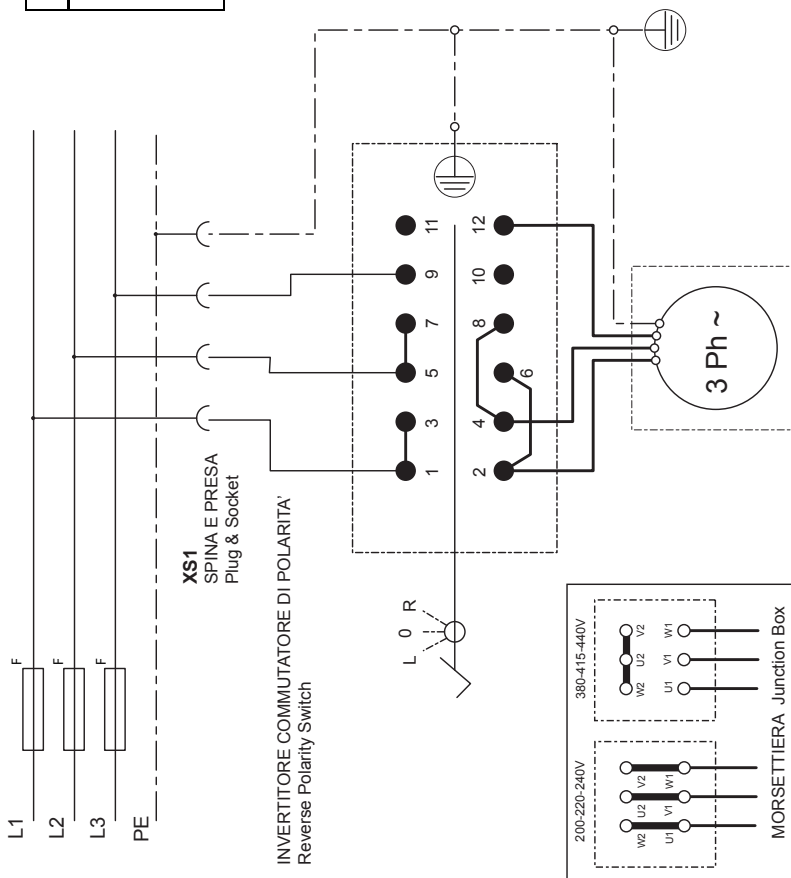 L1
L2
L3
PE
F
F
F
XS1
SPINA E PRESA
Plug & Socket
INVERTITORE COMMUTATORE DI POLARITA'
Reverse Polarity Switch
L 0 R
1 3 5 7 9 11
2 4 6 8 10 12
3 Ph ~
200-220-240V
W2 U2 V2
U1 V1 W1
380-415-440V
W2 U2 V2
U1 V1 W1
MORSETTIERA Junction Box